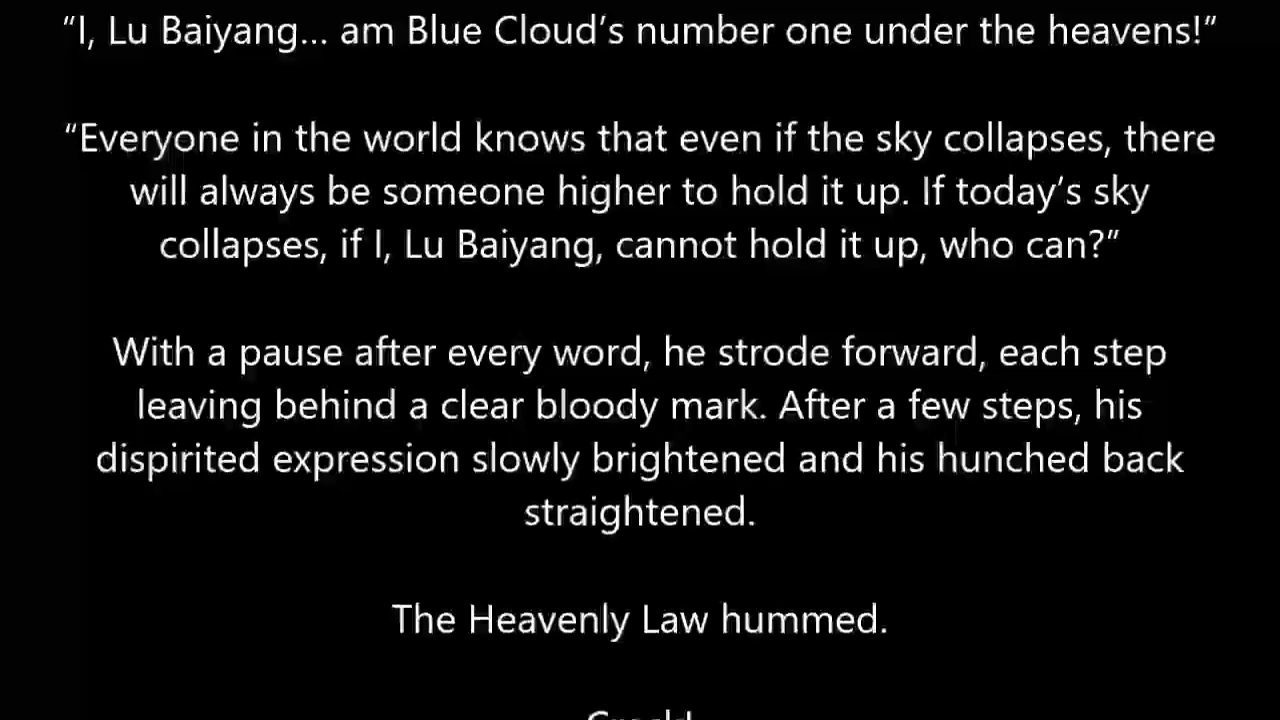 “I, Lu Baiyang... am Blue Cloud’s number one under the heavens!”
“Everyone in the world knows that even if the sky collapses, there
will always be someone higher to hold it up. If today’s sky
collapses, if I, Lu Baiyang, cannot hold it up, who can?”
With a pause after every word, he strode forward, each step
leaving behind a clear bloody mark. After a few steps, his
dispirited expression slowly brightened and his hunched back
straightened.
The Heavenly Law hummed.